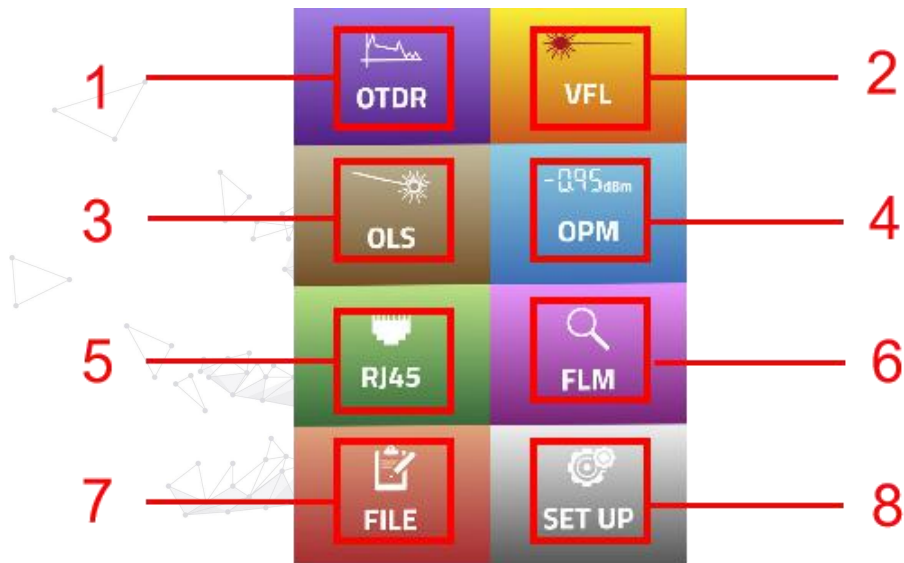 1
OTDR
VFL
2
3
OLS
-0.95dBm
OPM
4
5
RJ45
FLM
6
7
FILE
SET UP
8